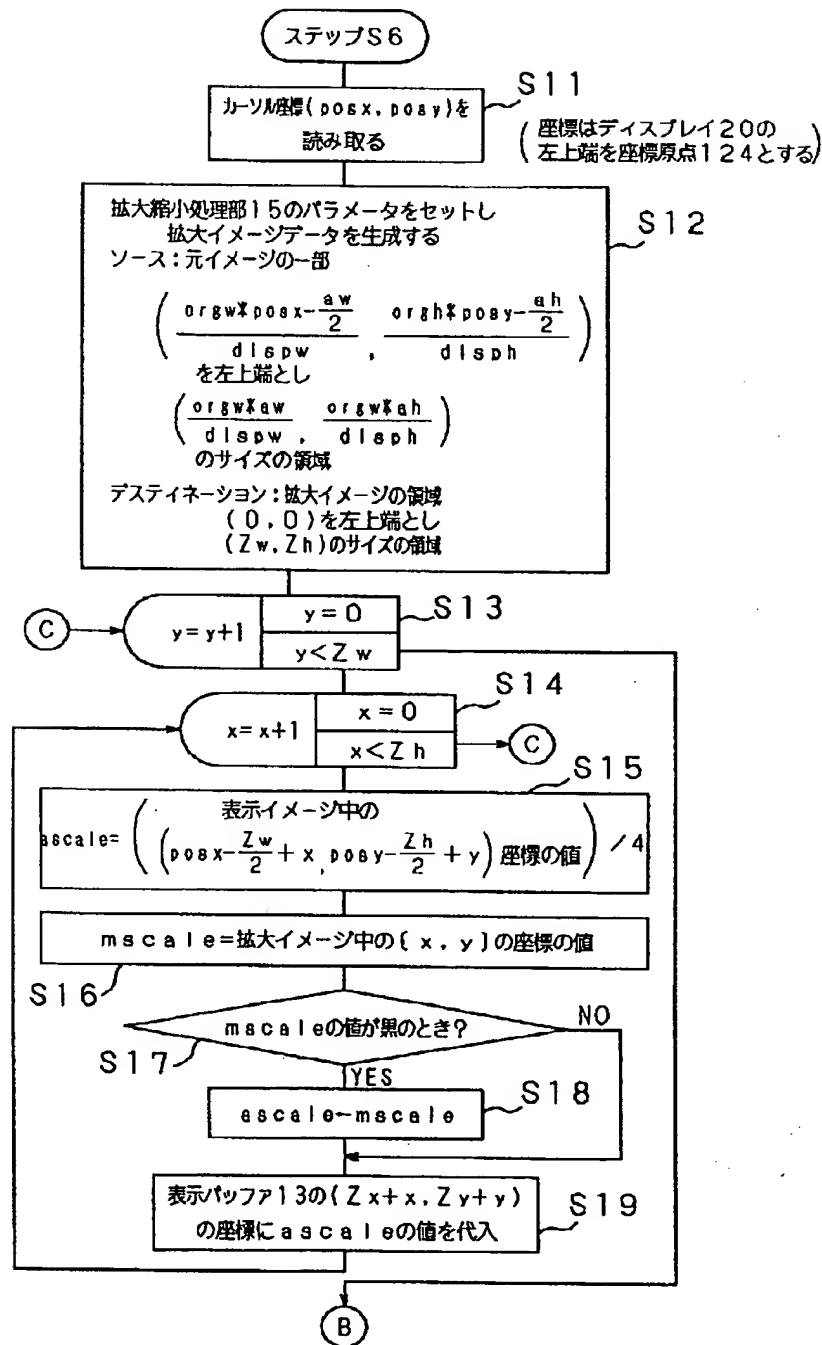 ステップS6
S11
カーソル座標(posx,posy)を
読み取る
(座標はディスプレイ20の
左上端を座標原点124とする)
S12
拡大縮小処理部15のパラメータをセットし
拡大イメージデータを生成する
ソース:元イメージの一部
(orgw*posx-aw/2 / dispw , orgh*posy-ah/2 / disph)
を左上端とし
(orgw*aw / dispw , orgw*ah / disph)
のサイズの領域
デスティネーション:拡大イメージの領域
(0,0)を左上端とし
(Zw,Zh)のサイズの領域
C
y=y+1
y=0
y<Zw
S13
x=x+1
x=0
x<Zh
S14
C
S15
表示イメージ中の
ascale=((posx-Zw/2+x,posy-Zh/2+y)座標の値)/4
mscale=拡大イメージ中の[x,y]の座標の値
S16
mscaleの値が黒のとき?
NO
S17
YES
S18
ascale←mscale
表示バッファ13の(Zx+x,Zy+y)
の座標にascaleの値を代入
S19
B